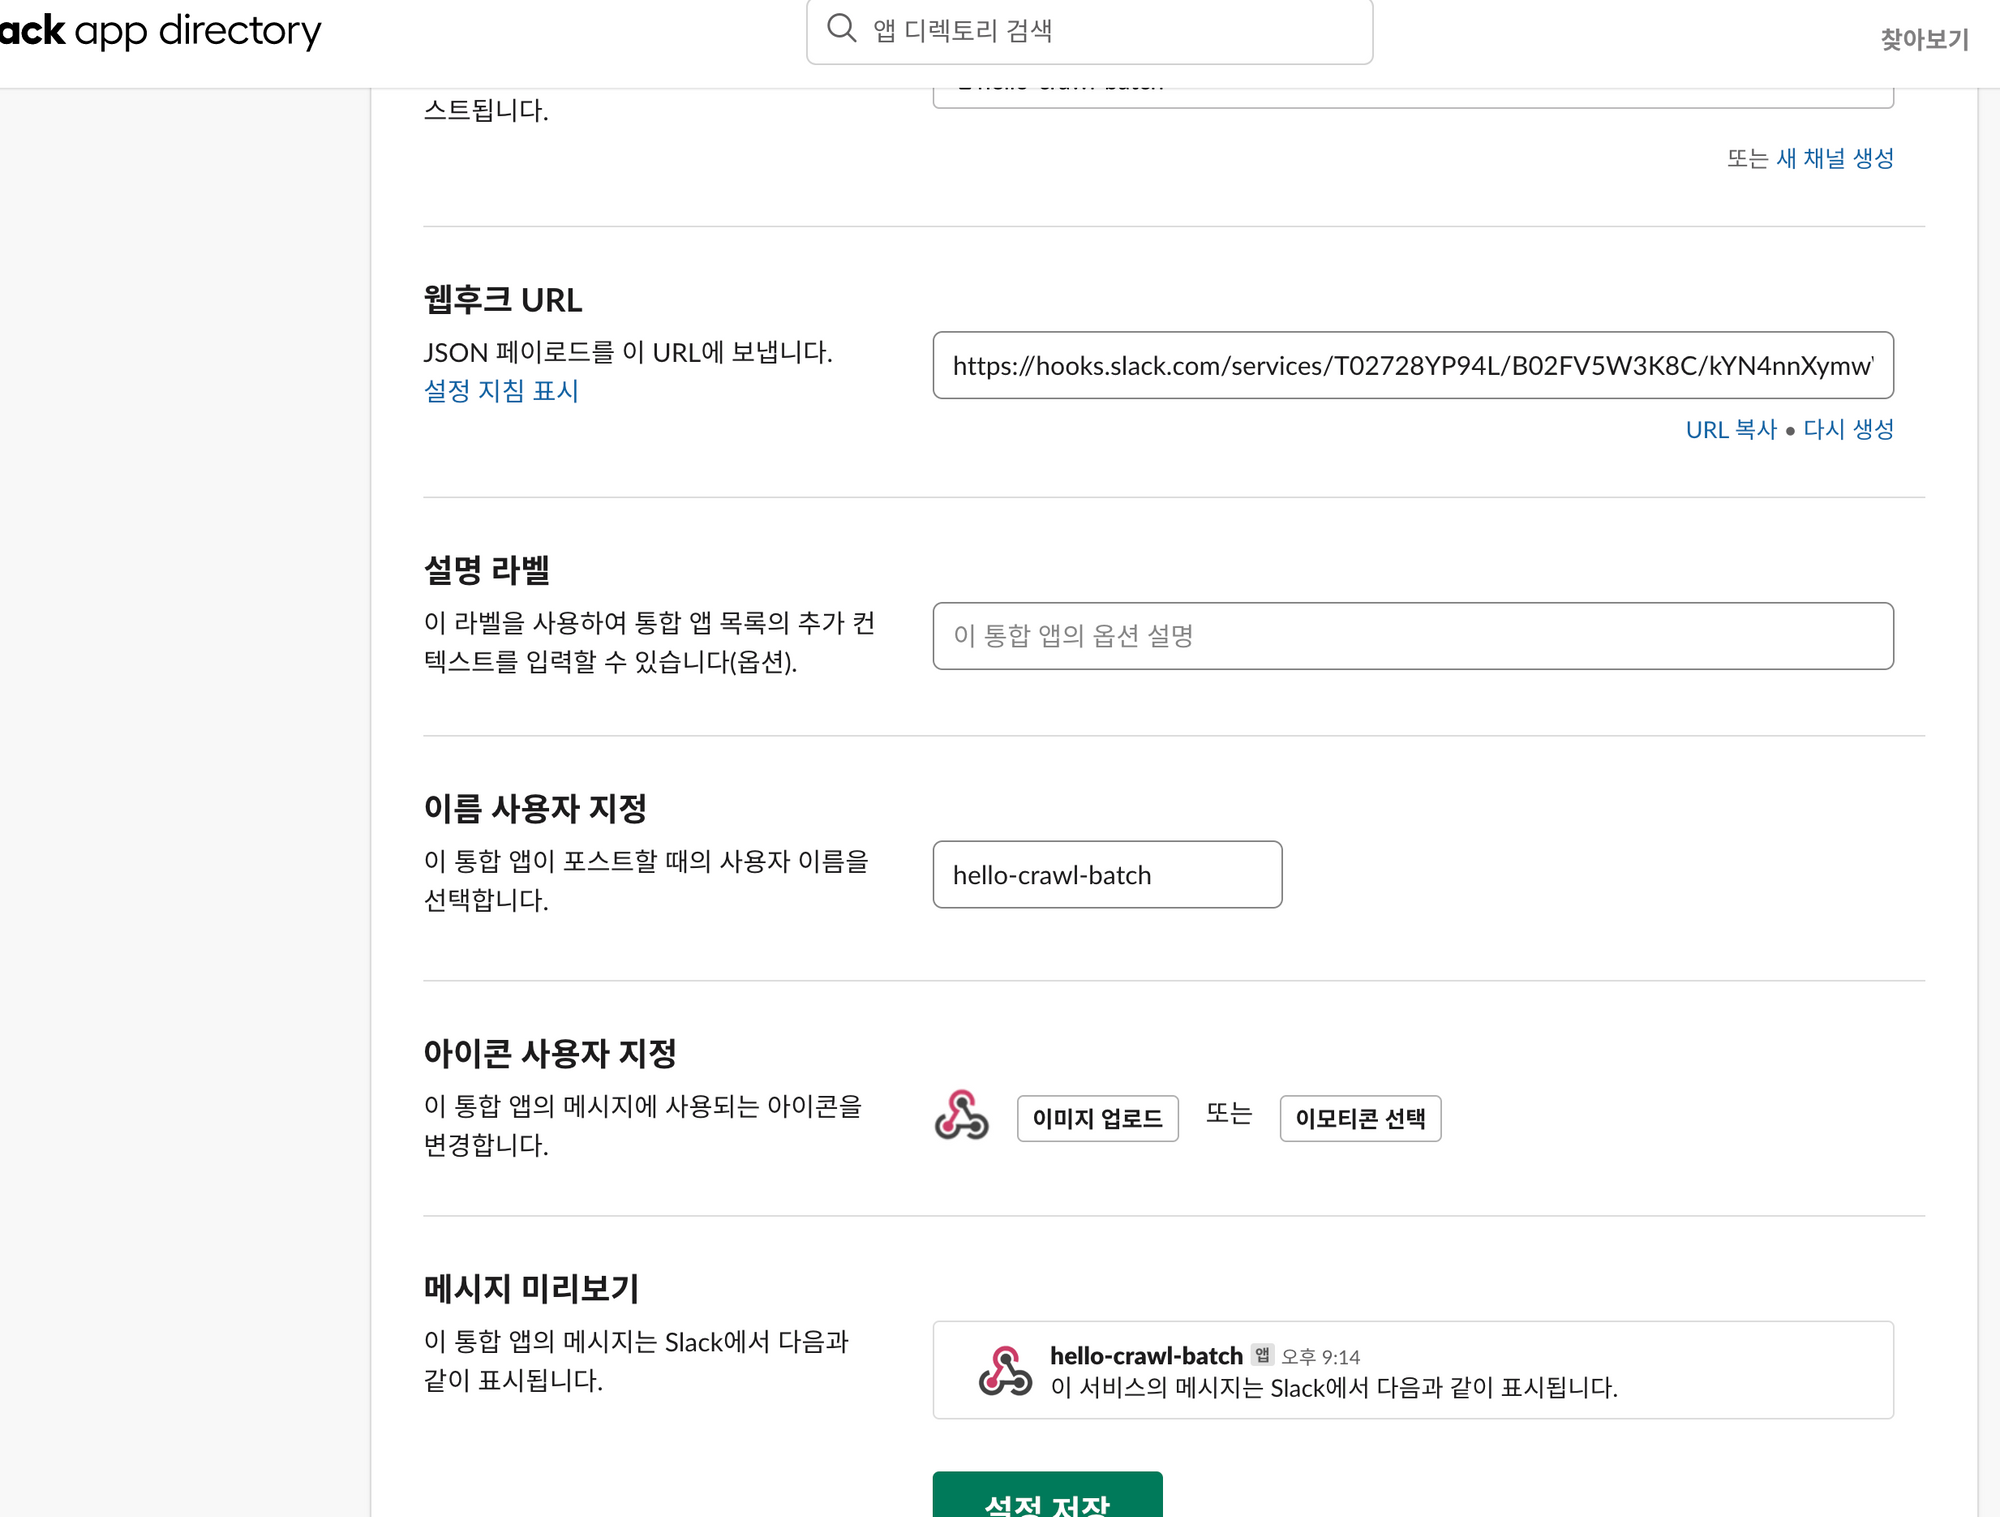 ack app directory
앱 디렉토리 검색
찾아보기
스트됩니다.
hello-crawl-batch
또는 새 채널 생성
웹후크 URL
JSON 페이로드를 이 URL에 보냅니다.
설정 지침 표시
https://hooks.slack.com/services/T02728YP94L/B02FV5W3K8C/kYN4nnXymw
URL 복사 • 다시 생성
설명 라벨
이 라벨을 사용하여 통합 앱 목록의 추가 컨
텍스트를 입력할 수 있습니다(옵션).
이 통합 앱의 옵션 설명
이름 사용자 지정
이 통합 앱이 포스트할 때의 사용자 이름을
선택합니다.
hello-crawl-batch
아이콘 사용자 지정
이 통합 앱의 메시지에 사용되는 아이콘을
변경합니다.
이미지 업로드 또는 이모티콘 선택
메시지 미리보기
이 통합 앱의 메시지는 Slack에서 다음과
같이 표시됩니다.
hello-crawl-batch 앱 오후 9:14
이 서비스의 메시지는 Slack에서 다음과 같이 표시됩니다.
설정 저장